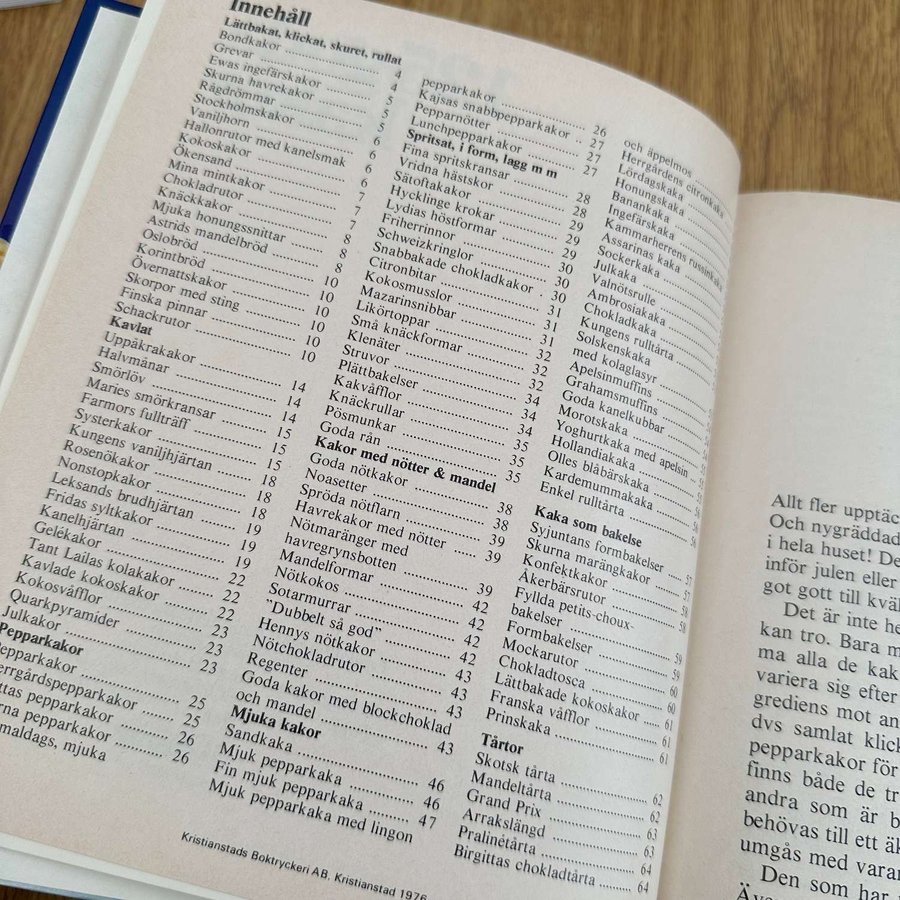 Innehåll
Lättbakat, klickat, skuret, rullat
Bondkakor 4
Grevar 4
Ewas ingefärskakor 5
Skurna havrekakor 5
Rågdrömmar 5
Stockholmskakor 6
Vaniljhorn 6
Hallonrutor med kanelsmak 6
Kokoskakor 6
Ökensand 7
Mina mintkakor 7
Chokladrutor 7
Knäckkakor 8
Mjuka honungssnittar 8
Astrids mandelbröd 8
Oslobröd 10
Korintbröd 10
Övernattskakor 10
Skorpor med sting 10
Finska pinnar 10
Schackrutor 10
Kavlat
Uppåkrakakor 14
Halvmånar 14
Smörlöv 14
Maries smörkransar 15
Farmors fullträff 15
Systerkakor 15
Kungens vaniljhjärtan 18
Rosenökakor 18
Nonstopkakor 18
Leksands brudhjärtan 19
Fridas syltkakor 19
Kanelhjärtan 19
Gelékakor 22
Tant Lailas kolakakor 22
Kavlade kokoskakor 22
Kokosvåfflor 23
Quarkpyramider 23
Julkakor 23
Pepparkakor
Pepparkakor 25
errgårdspepparkakor 25
ttas pepparkakor 26
rna pepparkakor 26
maldags, mjuka
pepparkakor 26
Kajsas snabbpepparkakor 27
Pepparnötter 27
Lunchpepparkakor 27
Spritsat, i form, lagg m m
Fina spritskransar 28
Vridna hästskor 28
Sätoftakakor 29
Hycklinge krokar 29
Lydias höstformar 29
Friherrinnor 30
Schweizkringlor 30
Snabbakade chokladkakor 30
Citronbitar 31
Kokosmusslor 31
Mazarinsnibbar 31
Likörtoppar 32
Små knäckformar 32
Klenäter 32
Struvor 34
Plättbakelser 34
Kakvåfflor 34
Knäckrullar 35
Pösmunkar 35
Goda rån 35
Kakor med nötter & mandel
Goda nötkakor 38
Noasetter 38
Spröda nötflarn 39
Havrekakor med nötter 39
Nötmaränger med
havregrynsbotten 39
Mandelformar 42
Nötkokos 42
Sotarmurrar 42
"Dubbelt så god" 42
Hennys nötkakor 43
Nötchokladrutor 43
Regenter 43
Goda kakor med blockchoklad
och mandel 43
Mjuka kakor
Sandkaka 46
Mjuk pepparkaka 46
Fin mjuk pepparkaka 47
Mjuk pepparkaka med lingon
och äppelmos
Herrgårdens citronkaka
Lördagskaka
Honungskaka
Banankaka
Ingefärskaka
Kammarherrens russinkaka
Assarinas kaka
Sockerkaka
Julkaka
Valnötsrulle
Ambrosiakaka
Chokladkaka
Kungens rulltårta
Solskenskaka
med kolaglasyr
Apelsinmuffins
Grahamsmuffins
Goda kanelkubbar
Morotskaka
Yoghurtkaka med apelsin
Hollandiakaka
Olles blåbärskaka
Kardemummakaka
Enkel rulltårta 56
Kaka som bakelse
Syjuntans formbakelser 57
Skurna marängkakor 57
Konfektkakor 58
Åkerbärsrutor 58
Fyllda petits-choux-
bakelser 59
Formbakelser 59
Mockarutor 60
Chokladtosca 60
Lättbakade kokoskakor 61
Franska våfflor 61
Prinskaka 61
Tårtor
Skotsk tårta 62
Mandeltårta 62
Grand Prix 63
Arrakslängd 63
Pralinétårta 64
Birgittas chokladtårta 64
Kristianstads Boktryckeri AB. Kristianstad 1976
Allt fler upptäc
Och nygräddad
i hela huset! De
inför julen eller
got gott till kväl
Det är inte he
kan tro. Bara m
ma alla de kak
variera sig efter
grediens mot an
dvs samlat klick
pepparkakor för
finns både de tr
andra som är b
behövas till ett äk
umgås med varan
Den som har
Äve